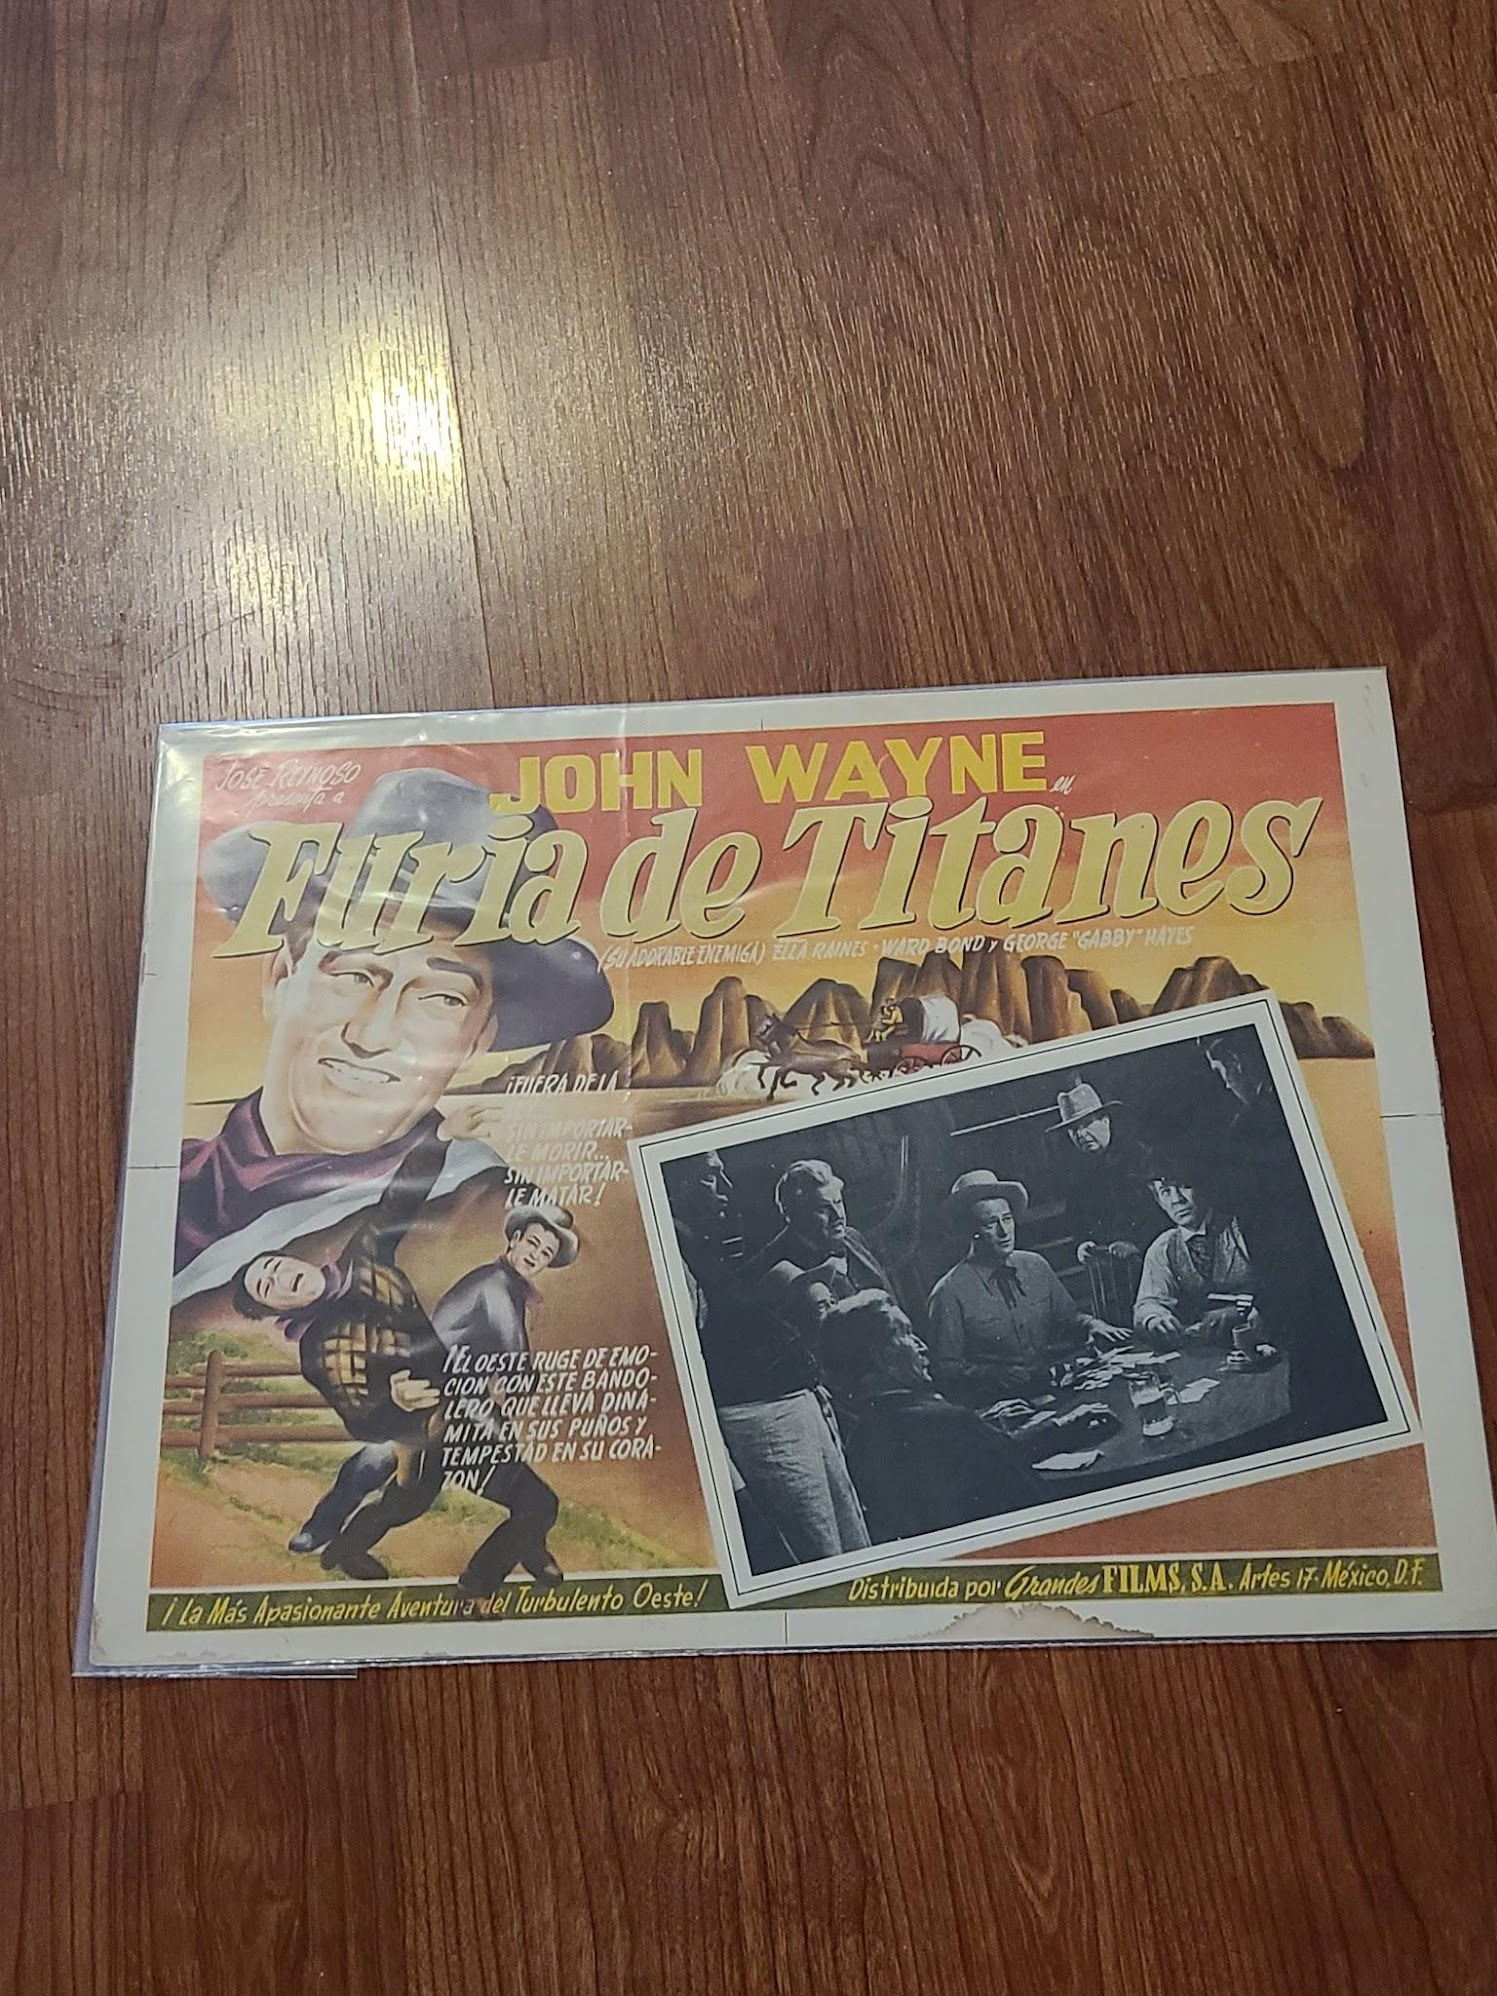 JOSE REYNOSO
presenta a
JOHN WAYNE en
Furia de Titanes
(SU ADORABLE ENEMIGA) ELLA RAINES - WARD BOND y GEORGE "GABBY" HAYES
¡FUERA DE LA
SIN IMPORTAR-
LE MORIR...
SIN IMPORTAR-
LE MATAR!
¡EL OESTE RUGE DE EMO-
CION CON ESTE BANDO-
LERO QUE LLEVA DINA-
MITA EN SUS PUÑOS Y
TEMPESTAD EN SU CORA-
ZON!
¡La Más Apasionante Aventura del Turbulento Oeste!
Distribuida por Grandes FILMS, S.A. Artes 17 México, D.F.